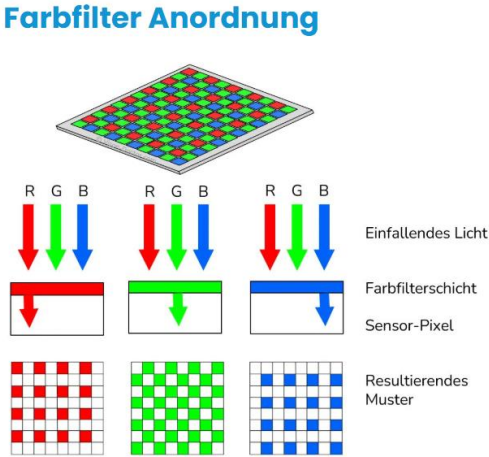 Farbfilter Anordnung
R G B R G B R G B
Einfallendes Licht
Farbfilterschicht
Sensor-Pixel
Resultierendes
Muster